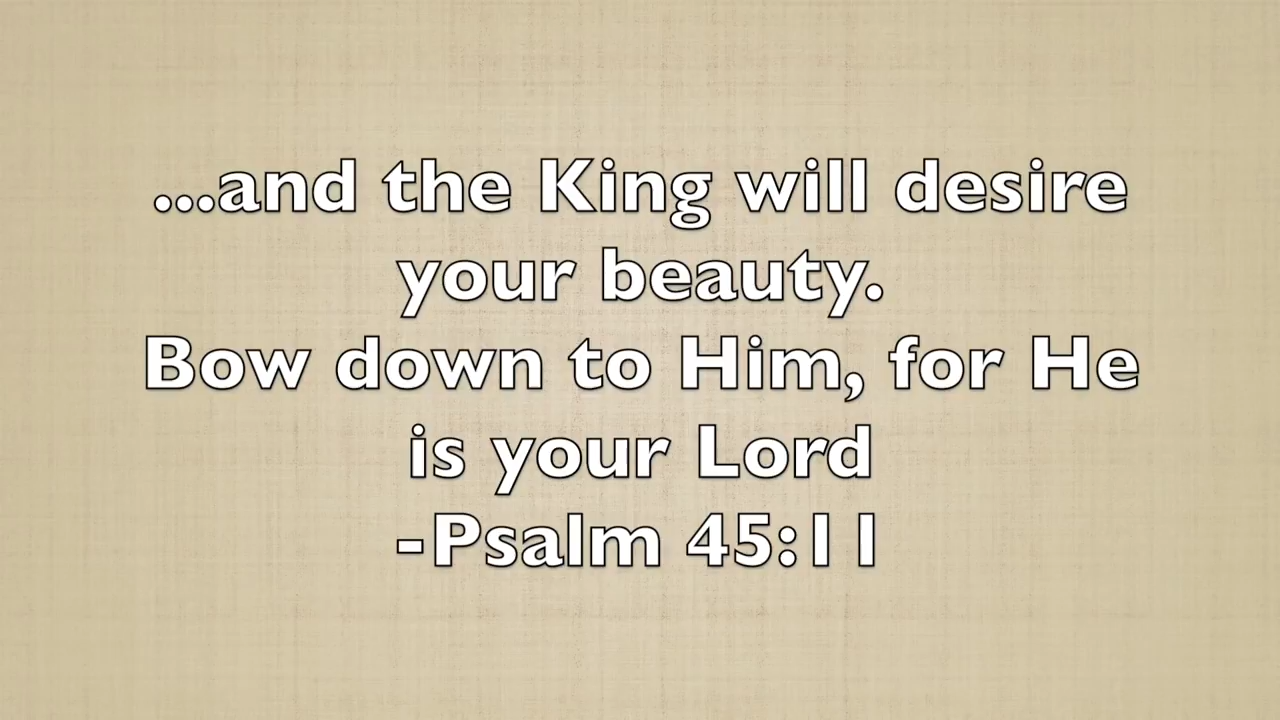 ...and the King will desire
your beauty.
Bow down to Him, for He
is your Lord
-Psalm 45:11